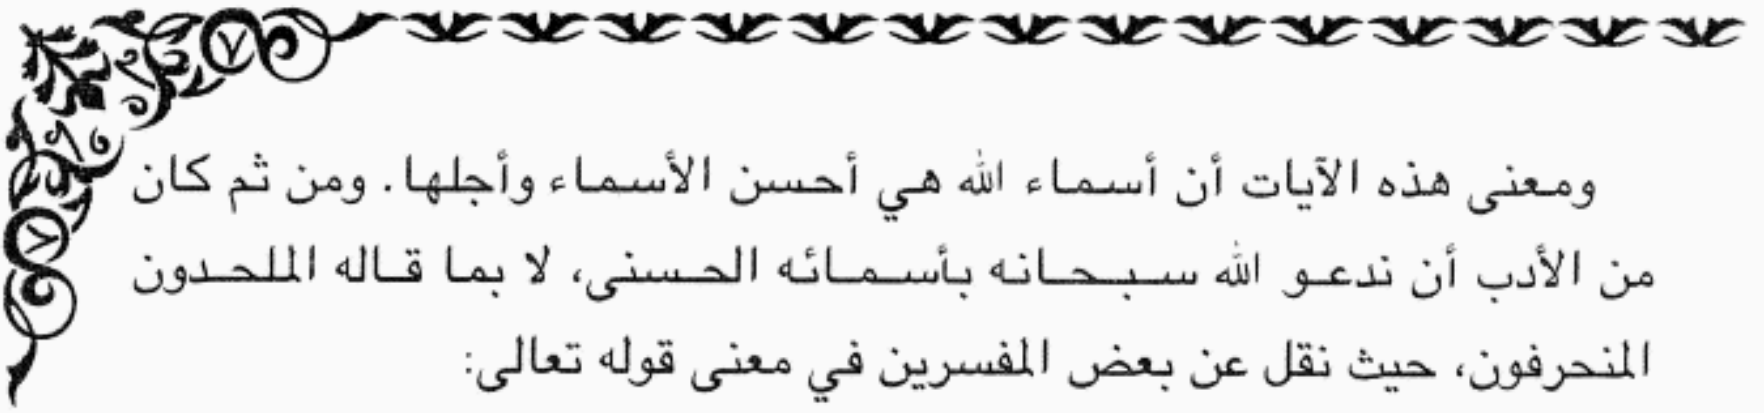 ٧
ومعنى هذه الآيات أن أسماء الله هي أحسن الأسماء وأجلها. ومن ثم كان
من الأدب أن ندعو الله سبحانه بأسمائه الحسنى، لا بما قاله الملحدون
المنحرفون، حيث نقل عن بعض المفسرين في معنى قوله تعالى: